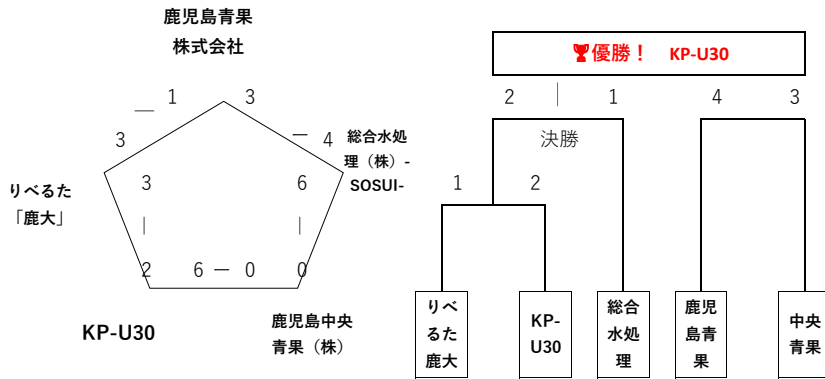 鹿児島青果
株式会社
🏆優勝！ KP-U30
1 3
3 — — 4
総合水処
理（株）-
SOSUI-
りべるた
「鹿大」
3 6
| |
2 6 — 0 0
KP-U30
鹿児島中央
青果（株）
2 | 1 4 3
決勝
1 2
りべ
るた
鹿大
KP-
U30
総合
水処
理
鹿児
島青
果
中央
青果